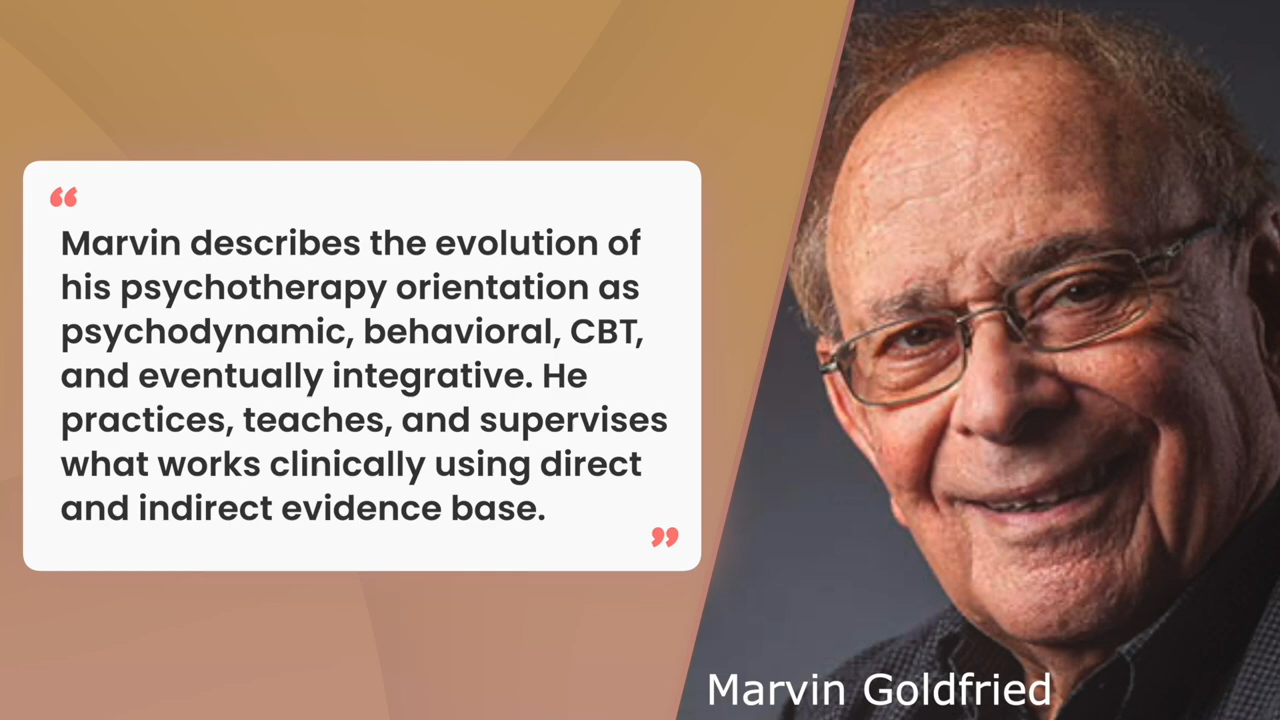 “
Marvin describes the evolution of
his psychotherapy orientation as
psychodynamic, behavioral, CBT,
and eventually integrative. He
practices, teaches, and supervises
what works clinically using direct
and indirect evidence base.
”
Marvin Goldfried